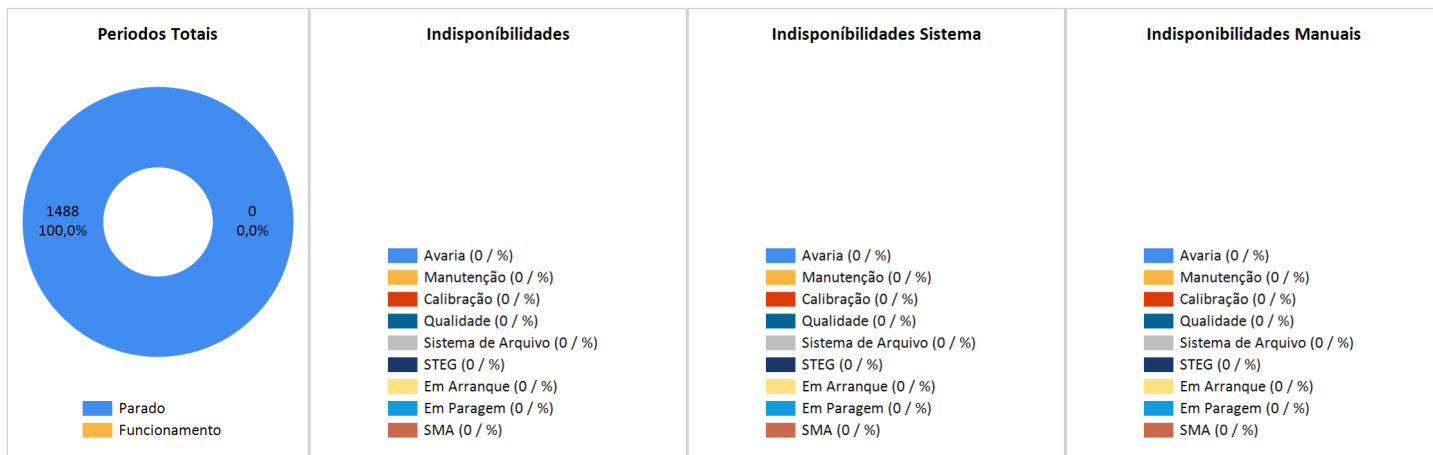 Periodos Totais
1488
100,0%
0
0,0%
Parado
Funcionamento
Indisponíbilidades
Avaria (0 / %)
Manutenção (0 / %)
Calibração (0 / %)
Qualidade (0 / %)
Sistema de Arquivo (0 / %)
STEG (0 / %)
Em Arranque (0 / %)
Em Paragem (0 / %)
SMA (0 / %)
Indisponíbilidades Sistema
Avaria (0 / %)
Manutenção (0 / %)
Calibração (0 / %)
Qualidade (0 / %)
Sistema de Arquivo (0 / %)
STEG (0 / %)
Em Arranque (0 / %)
Em Paragem (0 / %)
SMA (0 / %)
Indisponibilidades Manuais
Avaria (0 / %)
Manutenção (0 / %)
Calibração (0 / %)
Qualidade (0 / %)
Sistema de Arquivo (0 / %)
STEG (0 / %)
Em Arranque (0 / %)
Em Paragem (0 / %)
SMA (0 / %)